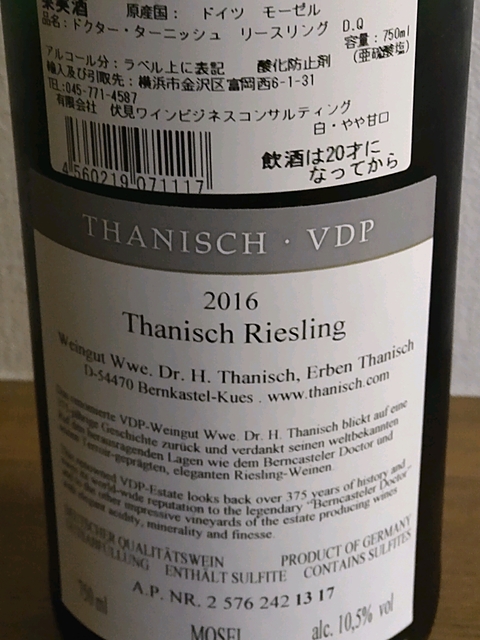 果実酒 原産国： ドイツ モーゼル
品名：ドクター・ターニッシュ リースリング D.Q
容量：750ml
アルコール分：ラベル上に表記 酸化防止剤（亜硫酸塩）
輸入及び引取先：横浜市金沢区富岡西6-1-31
TEL:045-771-4587
有限会社 伏見ワインビジネスコンサルティング
白・やや甘口
4560219071117
飲酒は20才に
なってから
THANISCH · VDP
2016
Thanisch Riesling
Weingut Wwe. Dr. H. Thanisch, Erben Thanisch
D-54470 Bernkastel-Kues . www.thanisch.com
renommierte VDP-Weingut Wwe. Dr. H. Thanisch blickt auf eine
jährige Geschichte zurück und verdankt seinen weltbekannten
den herausragenden Lagen wie dem Berncasteler Doctor und
Terroir-geprägten, eleganten Riesling-Weinen.
This renowned VDP-Estate looks back over 375 years of history and
its world-wide reputation to the legendary "Berncasteler Doctor"
and to the other impressive vineyards of the estate producing wines
with elegant acidity, minerality and finesse.
DEUTSCHER QUALITÄTSWEIN PRODUCT OF GERMANY
ENTHÄLT SULFITE CONTAINS SULFITES
A.P. NR. 2 576 242 13 17
750 ml
MOSEL alc. 10,5% vol